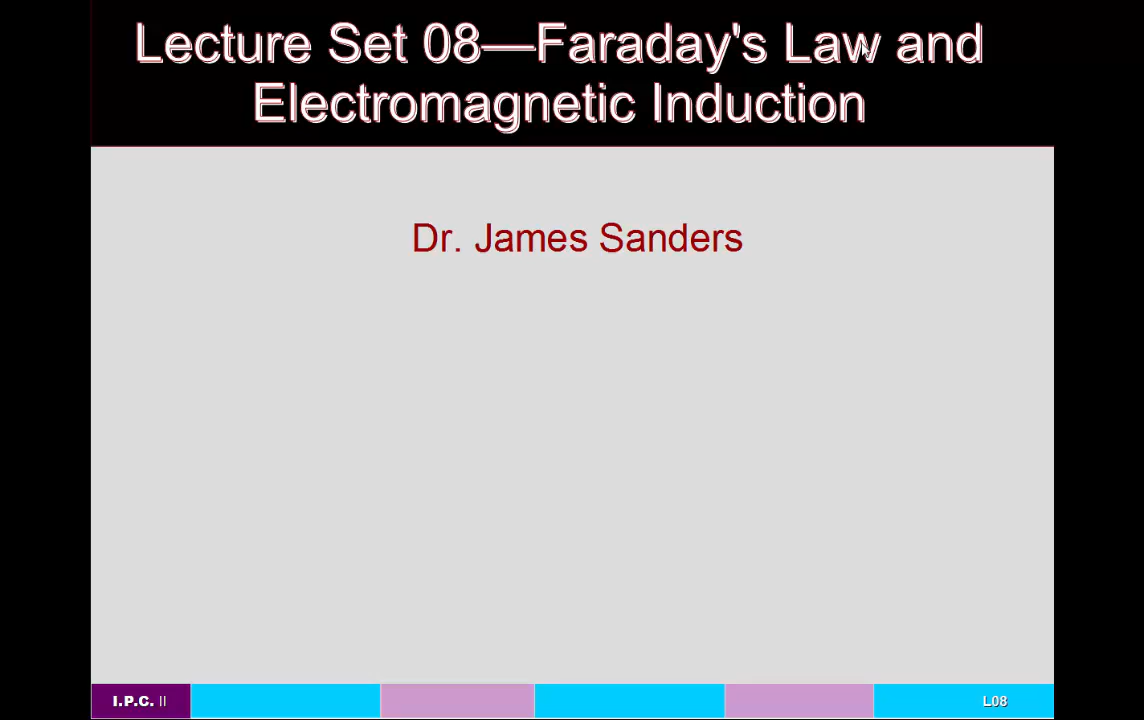 Lecture Set 08—Faraday's Law and
Electromagnetic Induction
Dr. James Sanders
I.P.C. II
L08